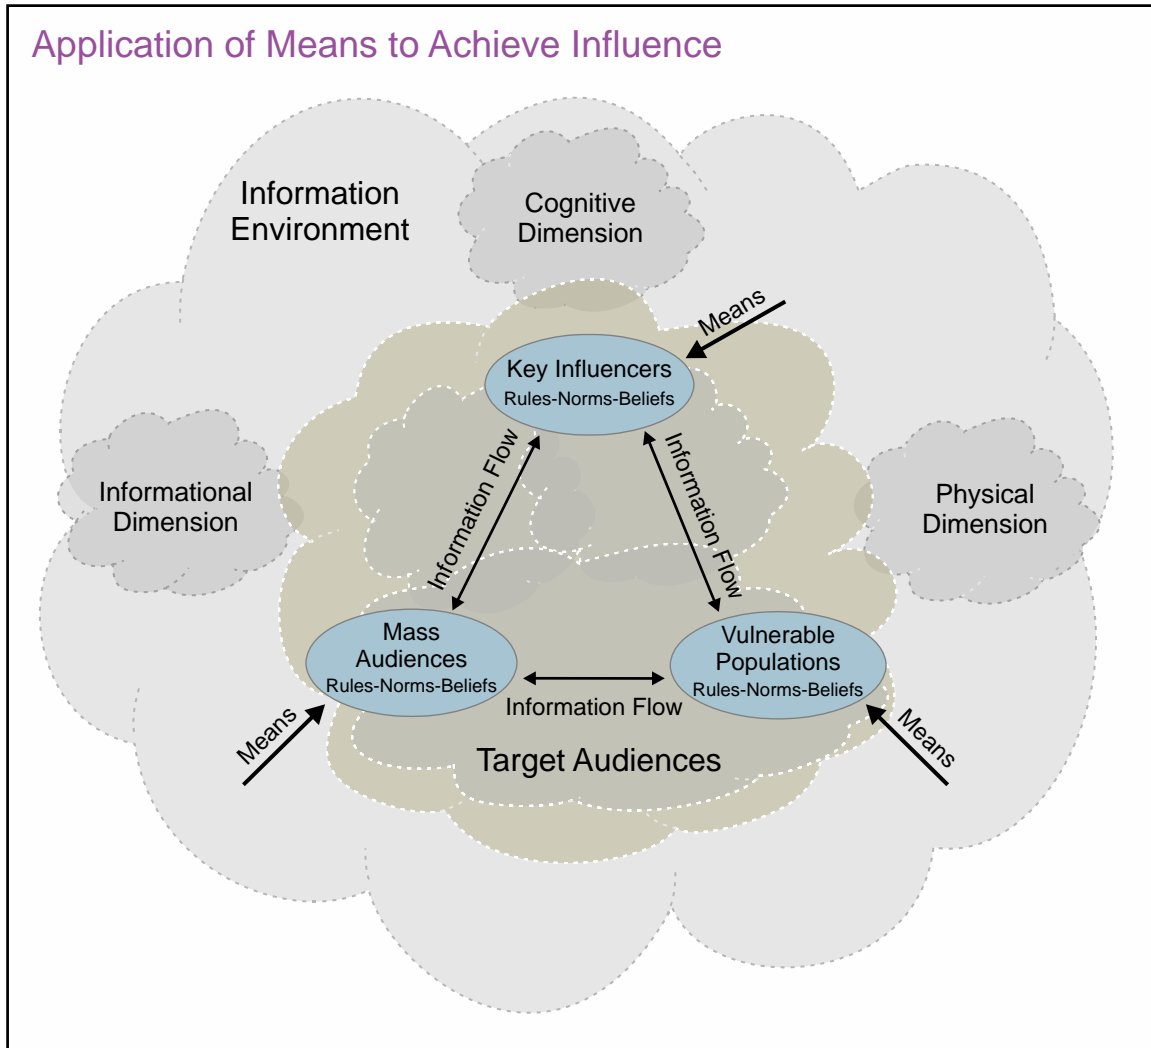 Application of Means to Achieve Influence
Information
Environment
Cognitive
Dimension
Means
Key Influencers
Rules-Norms-Beliefs
Information Flow
Information Flow
Informational
Dimension
Physical
Dimension
Mass
Audiences
Rules-Norms-Beliefs
Vulnerable
Populations
Rules-Norms-Beliefs
Information Flow
Means
Means
Target Audiences